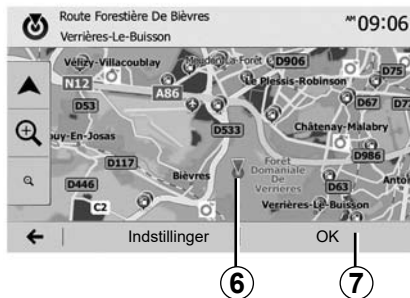 Route Forestière De Bièvres
Verrières-Le-Buisson
AM 09:06
Vélizy-Villacoublay
Meudon-La-Forêt
D906
Le Plessis-Robinson
D75
N12
A86
D53
D67
D533
Châtenay-Malabry
D986
D117
Forêt
Domaniale
De
Verrières
Bièvres
D446
D63
C2
Verrières-Le-Buisson
Indstillinger
OK
6
7